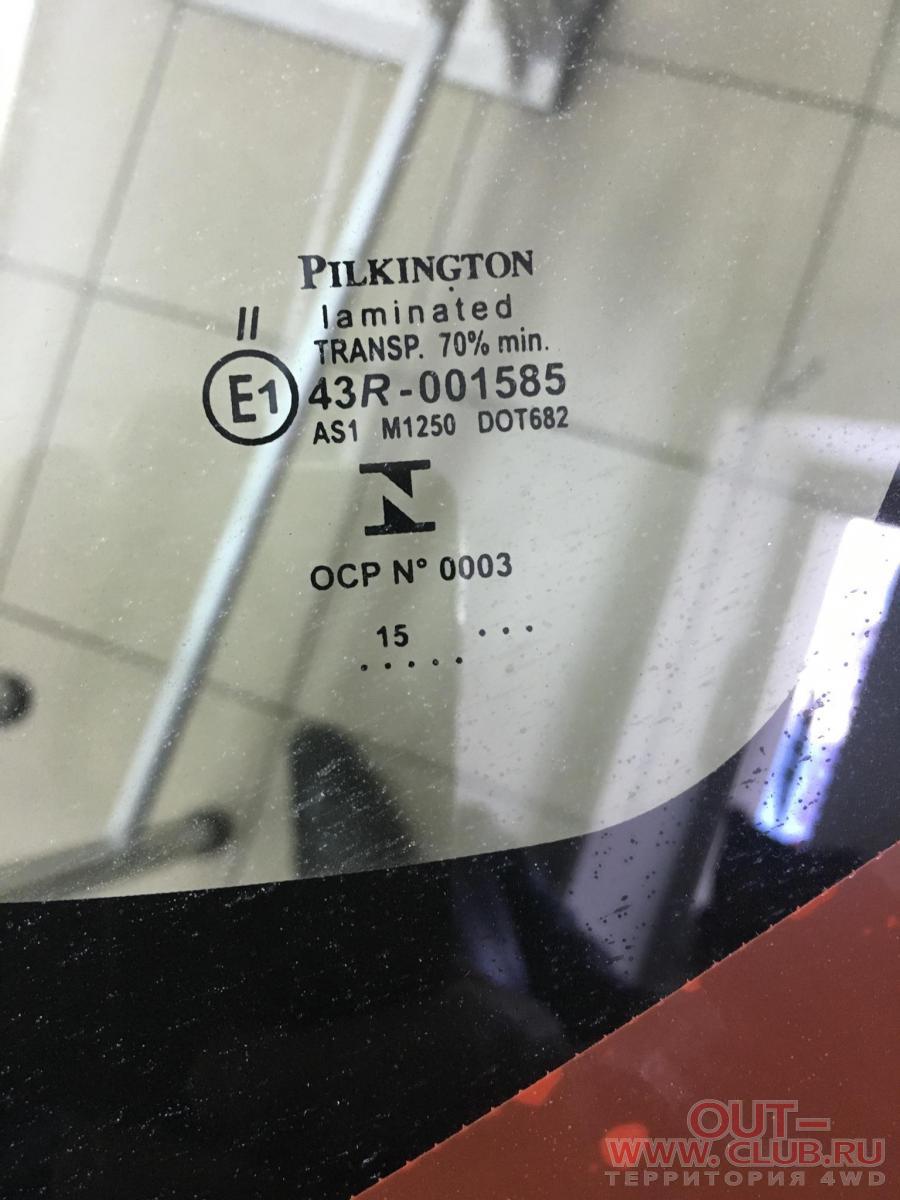 PILKINGTON
laminated
II
TRANSP. 70% min.
E1 43R-001585
AS1 M1250 DOT682
OCP Nº 0003
15 ...
.....
OUT-
WWW.CLUB.RU
ТЕРРИТОРИЯ 4WD